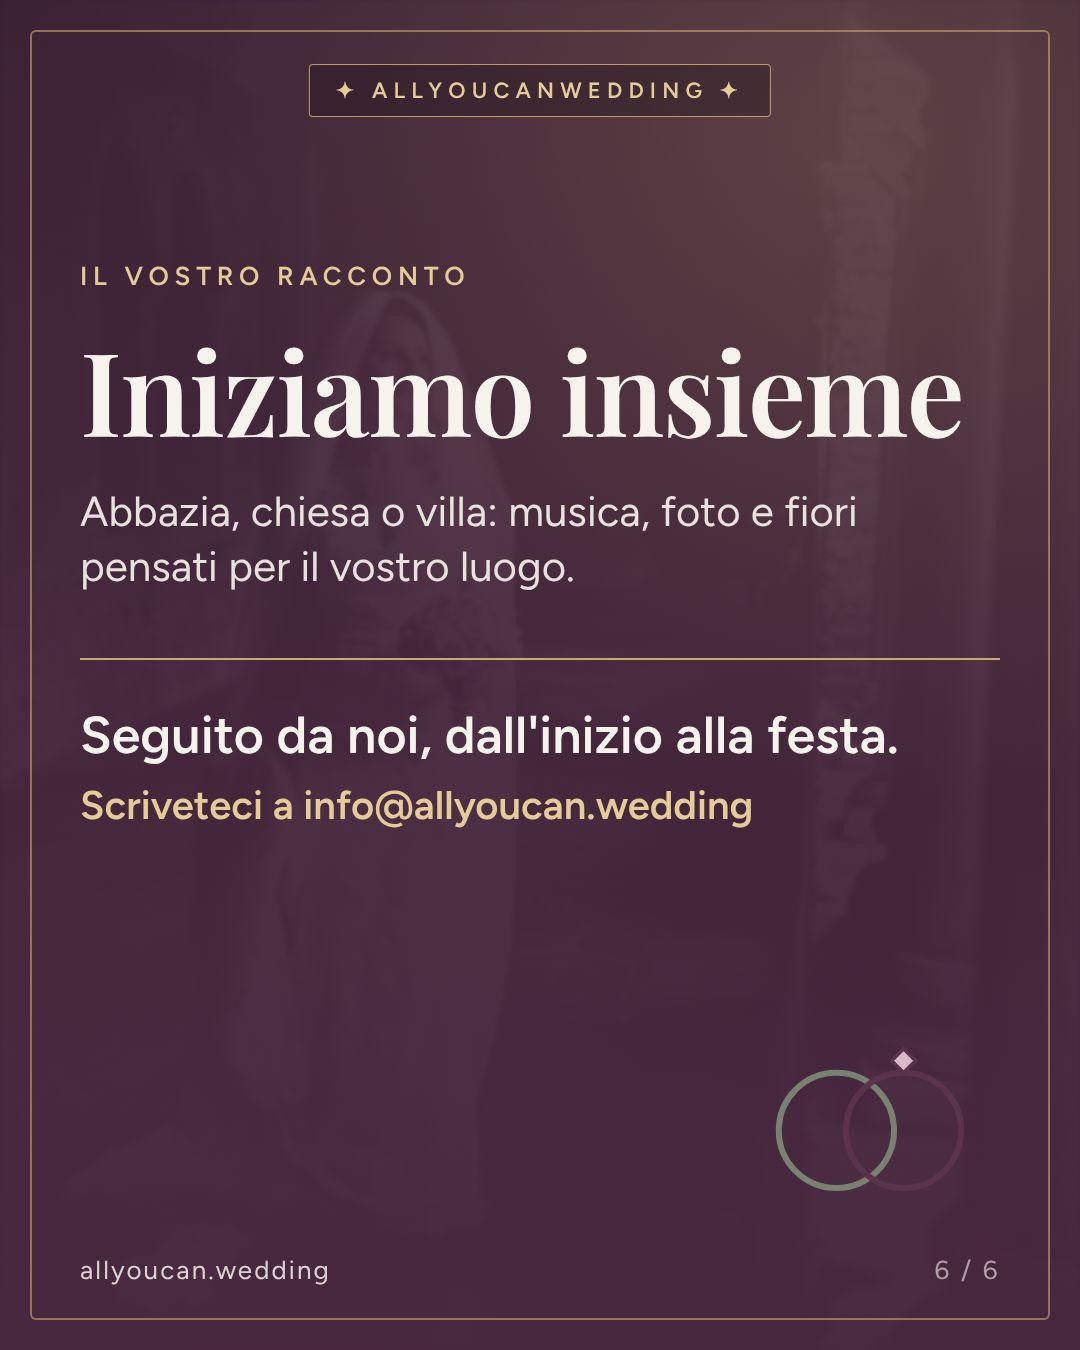 ✦ ALLYOUCANWEDDING ✦
IL VOSTRO RACCONTO
Iniziamo insieme
Abbazia, chiesa o villa: musica, foto e fiori
pensati per il vostro luogo.
Seguito da noi, dall'inizio alla festa.
Scriveteci a info@allyoucan.wedding
allyoucan.wedding
6 / 6